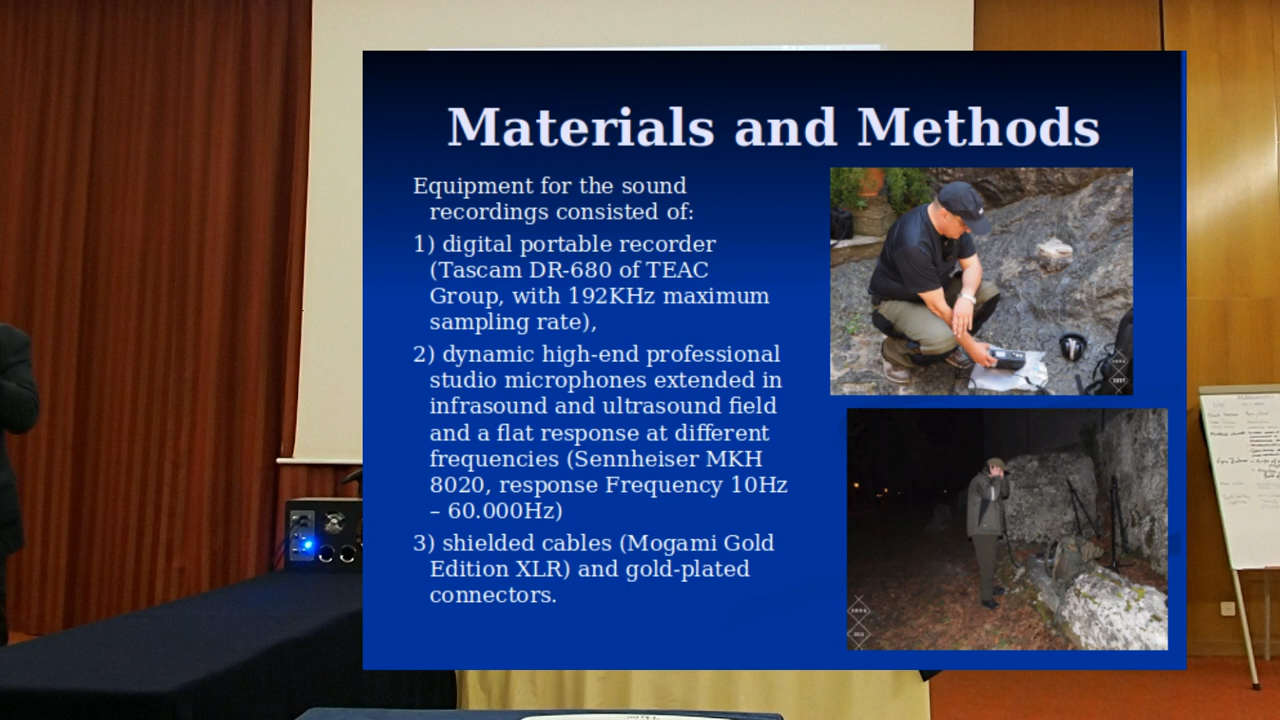 Materials and Methods
Equipment for the sound
recordings consisted of:
1) digital portable recorder
(Tascam DR-680 of TEAC
Group, with 192KHz maximum
sampling rate),
2) dynamic high-end professional
studio microphones extended in
infrasound and ultrasound field
and a flat response at different
frequencies (Sennheiser MKH
8020, response Frequency 10Hz
– 60.000Hz)
3) shielded cables (Mogami Gold
Edition XLR) and gold-plated
connectors.